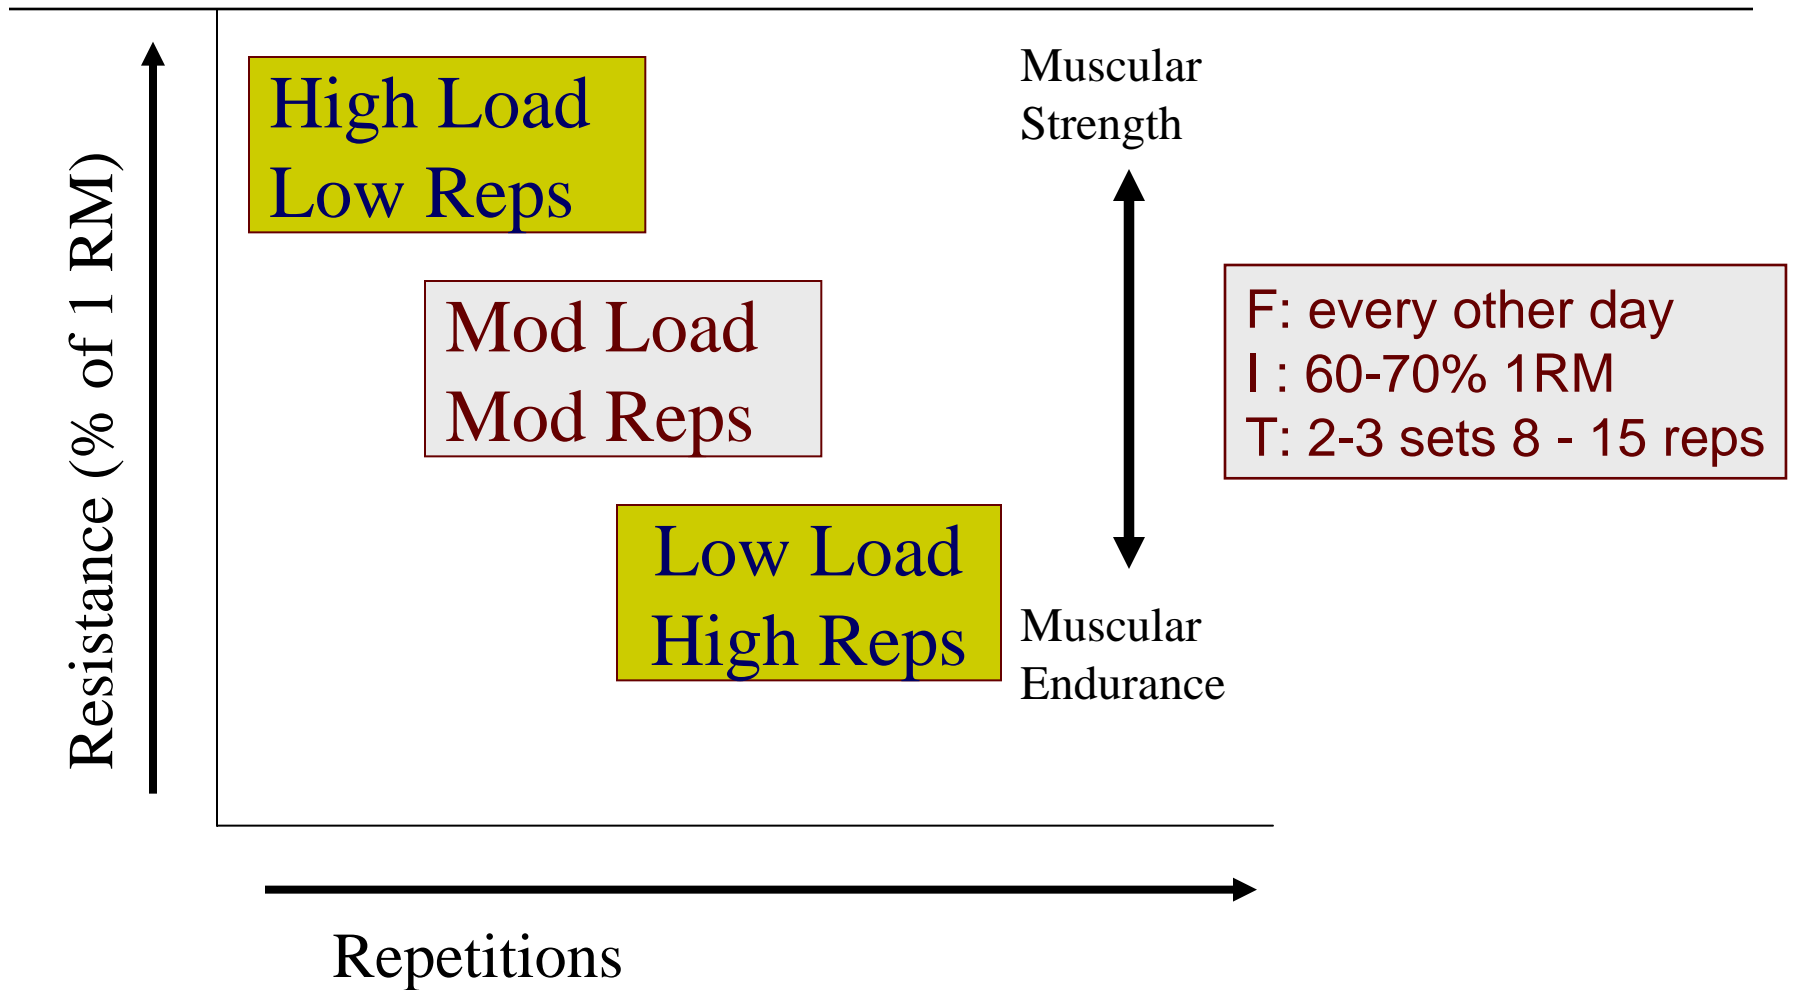 Resistance (% of 1 RM)
High Load
Low Reps
Mod Load
Mod Reps
Low Load
High Reps
Muscular
Strength
Muscular
Endurance
F: every other day
I : 60-70% 1RM
T: 2-3 sets 8 - 15 reps
Repetitions